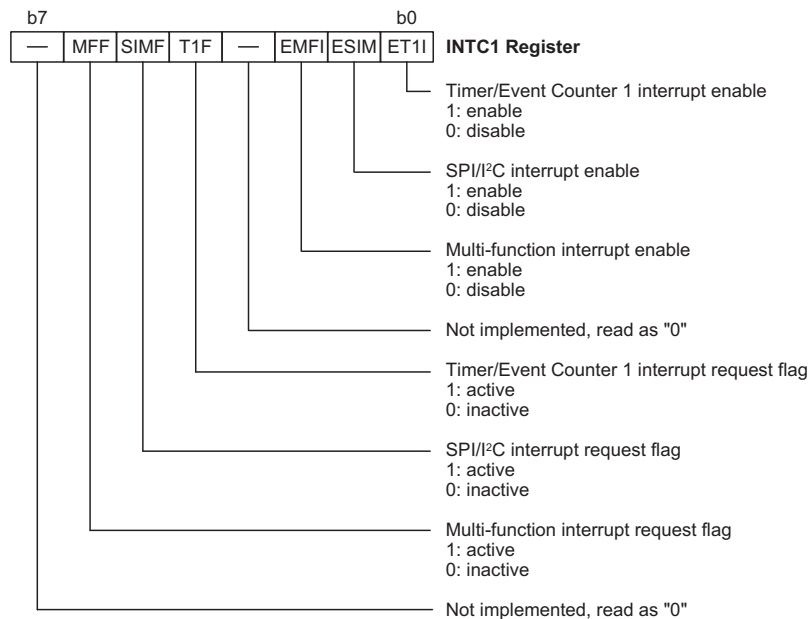 b7 b0
— MFF SIMF T1F — EMFI ESIM ET1I INTC1 Register
Timer/Event Counter 1 interrupt enable
1: enable
0: disable
SPI/I²C interrupt enable
1: enable
0: disable
Multi-function interrupt enable
1: enable
0: disable
Not implemented, read as "0"
Timer/Event Counter 1 interrupt request flag
1: active
0: inactive
SPI/I²C interrupt request flag
1: active
0: inactive
Multi-function interrupt request flag
1: active
0: inactive
Not implemented, read as "0"